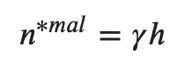 n*mal = γh